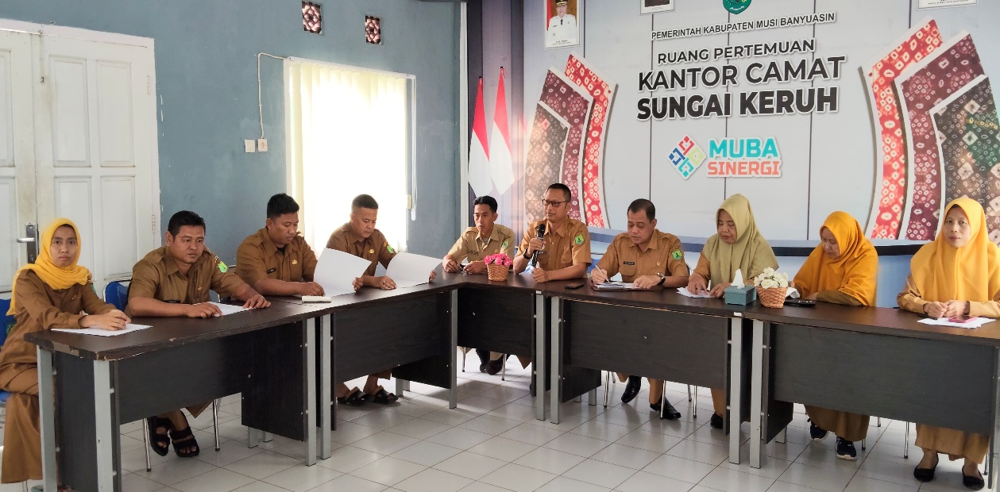 PEMERINTAH KABUPATEN MUSI BANYUASIN
RUANG PERTEMUAN
KANTOR CAMAT
SUNGAI KERUH
MUBA
SINERGI